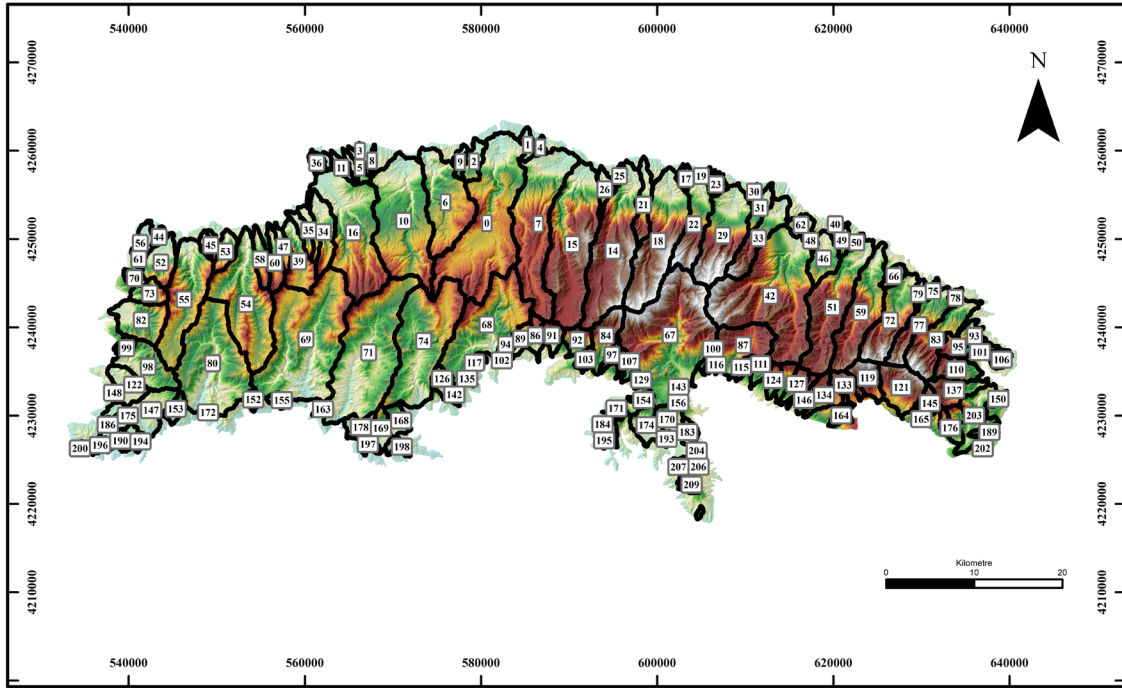 540000 560000 580000 600000 620000 640000
4270000 4270000
N
4260000 4260000
36 11 3 5 8 9 2 1 4
26 25 17 19 23 30 31
6 0 7 21 22 29 33
62 40 48 49 50 46
56 44 61 52 45 53 58 47 60 39 35 34 16 10
15 14 18
4250000 4250000
70 73 55 54 42 51 59 66 79 75 78
82 69 71 74 68 67 72 77 83
4240000 4240000
99 98 80 94 89 86 91 92 84 97 103 107 100 87 116 115 111 95 93 101 106
117 102 126 135 142 129 143 124 127 146 134 133 119 121 110 137 145 150
148 122 175 147 153 172 152 155 163 168 154 156 164 165 203
4230000 4230000
186 200 196 190 194 178 169 197 198 171 184 195 174 170 193 183 176 189 202
204 207 206 209
4220000 4220000
Kilometre
0 10 20
4210000 4210000
540000 560000 580000 600000 620000 640000